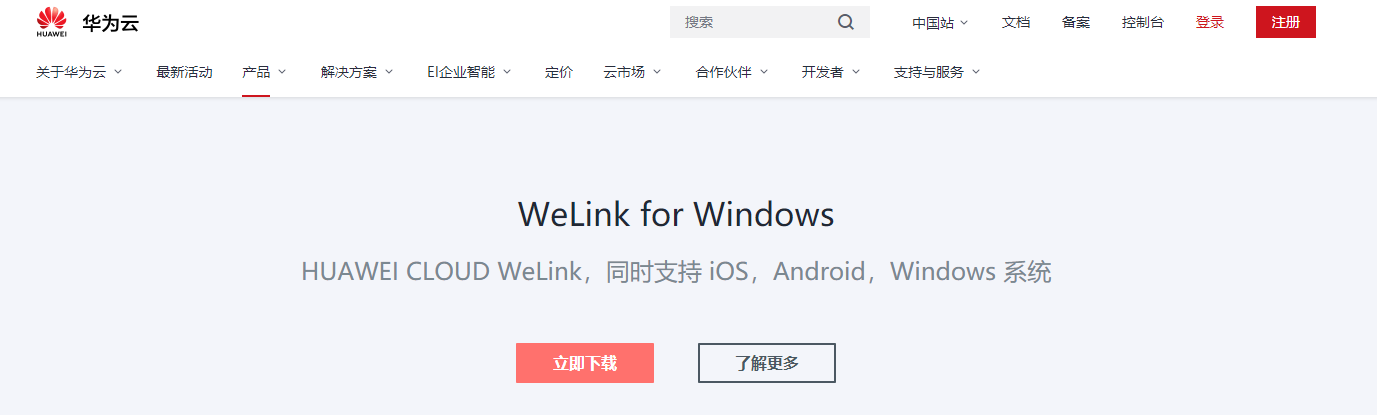 HUAWEI
华为云
搜索
中国站
文档
备案
控制台
登录
注册
关于华为云
最新活动
产品
解决方案
EI企业智能
定价
云市场
合作伙伴
开发者
支持与服务
WeLink for Windows
HUAWEI CLOUD WeLink，同时支持 iOS，Android，Windows 系统
立即下载
了解更多